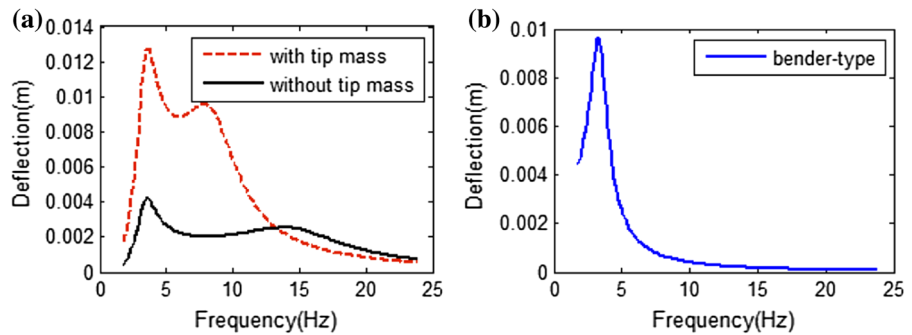 (a)
Deflection(m)
0.014
0.012
0.01
0.008
0.006
0.004
0.002
0
with tip mass
without tip mass
0 5 10 15 20 25
Frequency(Hz)
(b)
Deflection(m)
0.01
0.008
0.006
0.004
0.002
0
bender-type
0 5 10 15 20 25
Frequency(Hz)